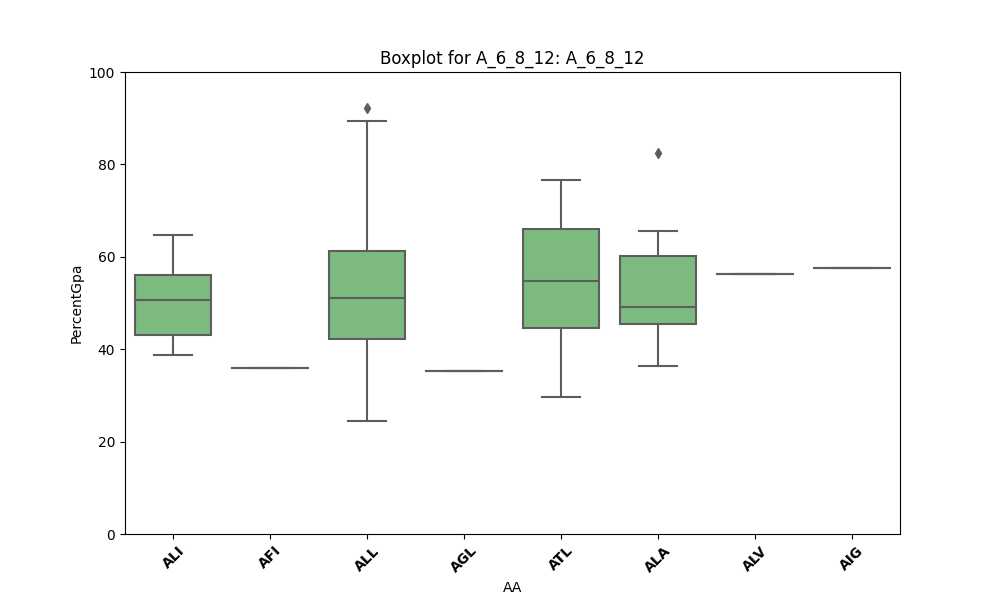 Boxplot for A_6_8_12: A_6_8_12
PercentGpa
100
80
60
40
20
0
ALI
AFI
ALL
AGL
ATL
ALA
ALV
AIG
AA